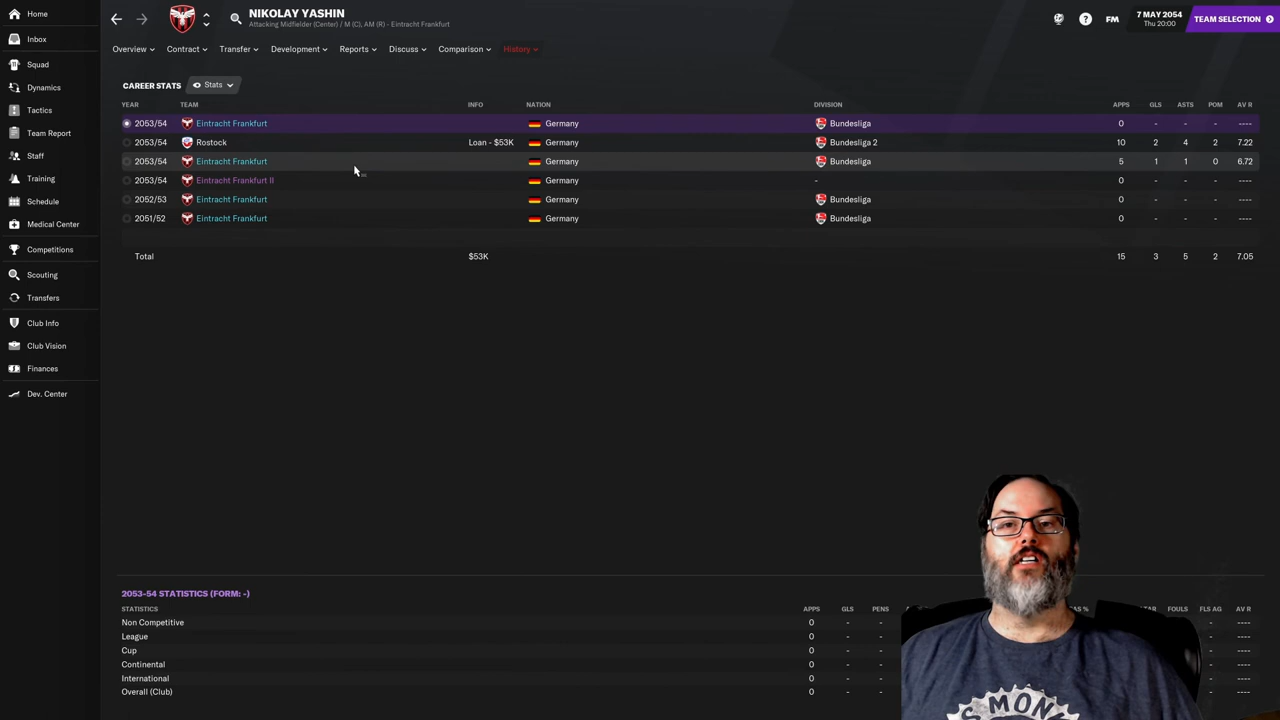 Home
Inbox
Squad
Dynamics
Tactics
Team Report
Staff
Training
Schedule
Medical Center
Competitions
Scouting
Transfers
Club Info
Club Vision
Finances
Dev. Center
NIKOLAY YASHIN
Attacking Midfielder (Center) / M (C), AM (R) - Eintracht Frankfurt
FM
7 MAY 2054
Thu 20:00
TEAM SELECTION
Overview Contract Transfer Development Reports Discuss Comparison History
CAREER STATS Stats
YEAR TEAM INFO NATION DIVISION APPS GLS ASTS POM AV R
2053/54 Eintracht Frankfurt Germany Bundesliga 0 - - - ----
2053/54 Rostock Loan - $53K Germany Bundesliga 2 10 2 4 2 7.22
2053/54 Eintracht Frankfurt Germany Bundesliga 5 1 1 0 6.72
2053/54 Eintracht Frankfurt II Germany - 0 - - - ----
2052/53 Eintracht Frankfurt Germany Bundesliga 0 - - - ----
2051/52 Eintracht Frankfurt Germany Bundesliga 0 - - - ----
Total $53K 15 3 5 2 7.05
2053-54 STATISTICS (FORM: -)
STATISTICS APPS GLS PENS FOULS FLS AG AV R
Non Competitive 0 - - - - ----
League 0 - - - - ----
Cup 0 - - - - ----
Continental 0 - - - - ----
International 0 - - - - ----
Overall (Club) 0 - - - - ----